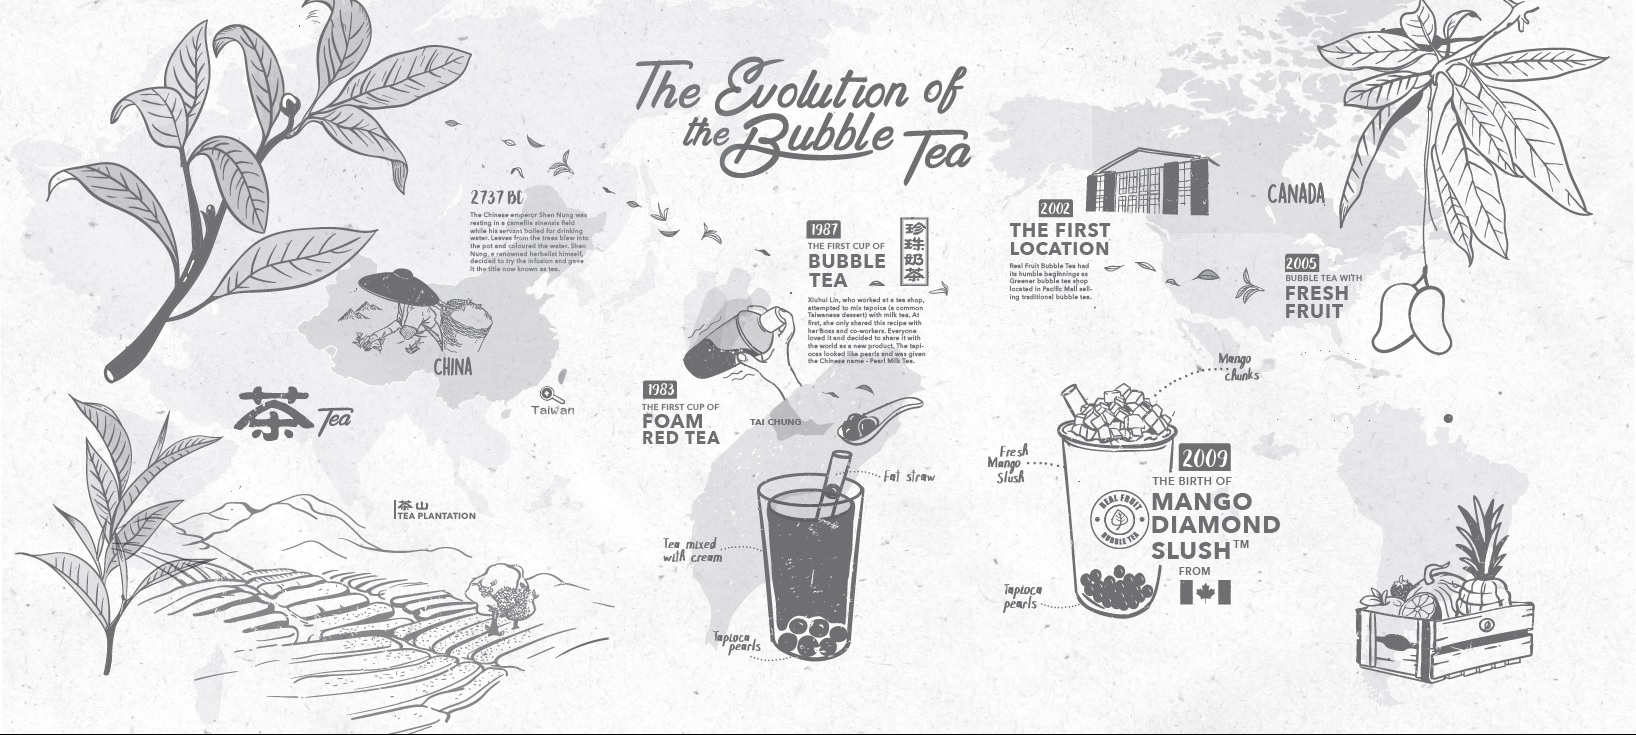 The Evolution of
the Bubble Tea
2737 BC
The Chinese emperor Shen Nung was
resting in a camellia sinensis field
while his servant boiled for drinking
water. Leaves from the trees blew into
the pot and coloured the water. Shen
Nung, a renowned herbalist himself,
decided to try the infusion and gave
it the title now known as tea.
CHINA
Taiwan
茶 Tea
茶山
TEA PLANTATION
1983
THE FIRST CUP OF
FOAM
RED TEA
TAI CHUNG
1987
THE FIRST CUP OF
BUBBLE
TEA
珍珠奶茶
Xiuhui Lin, who worked at a tea shop,
attempted to mix tapioca (a common
Taiwanese dessert) with milk tea. At
first, she only shared this recipe with
her boss and co-workers. Everyone
loved it and decided to share it with
the world as a new product. The tapi-
ocas looked like pearls and was given
the Chinese name - Pearl Milk Tea.
Fat straw
Tea mixed
with cream
Tapioca
pearls
2002
THE FIRST
LOCATION
Real Fruit Bubble Tea had
its humble beginnings as
Greener bubble tea shop
located in Pacific Mall sell-
ing traditional bubble tea.
CANADA
2005
BUBBLE TEA WITH
FRESH
FRUIT
Mango
chunks
Fresh
Mango
Slush
Tapioca
pearls
REAL FRUIT
BUBBLE TEA
2009
THE BIRTH OF
MANGO
DIAMOND
SLUSH™
FROM